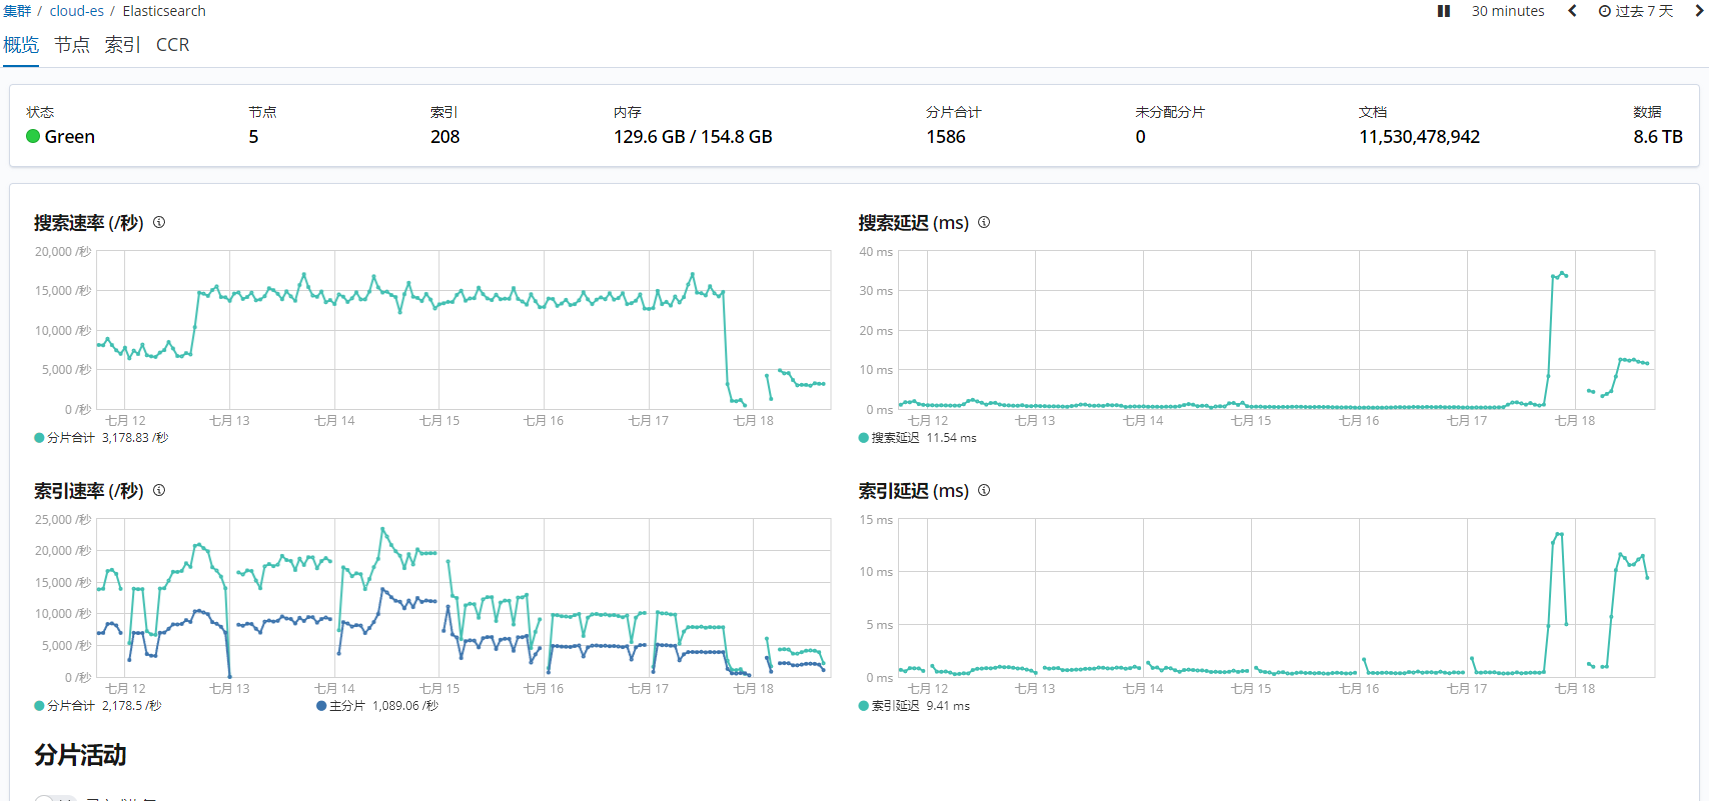 集群 / cloud-es / Elasticsearch
30 minutes
过去 7 天
概览 节点 索引 CCR
状态 节点 索引 内存 分片合计 未分配分片 文档 数据
Green 5 208 129.6 GB / 154.8 GB 1586 0 11,530,478,942 8.6 TB
搜索速率 (/秒)
20,000 /秒
15,000 /秒
10,000 /秒
5,000 /秒
0 /秒
七月 12 七月 13 七月 14 七月 15 七月 16 七月 17 七月 18
分片合计 3,178.83 /秒
搜索延迟 (ms)
40 ms
30 ms
20 ms
10 ms
0 ms
七月 12 七月 13 七月 14 七月 15 七月 16 七月 17 七月 18
搜索延迟 11.54 ms
索引速率 (/秒)
25,000 /秒
20,000 /秒
15,000 /秒
10,000 /秒
5,000 /秒
0 /秒
七月 12 七月 13 七月 14 七月 15 七月 16 七月 17 七月 18
分片合计 2,178.5 /秒 主分片 1,089.06 /秒
索引延迟 (ms)
15 ms
10 ms
5 ms
0 ms
七月 12 七月 13 七月 14 七月 15 七月 16 七月 17 七月 18
索引延迟 9.41 ms
分片活动